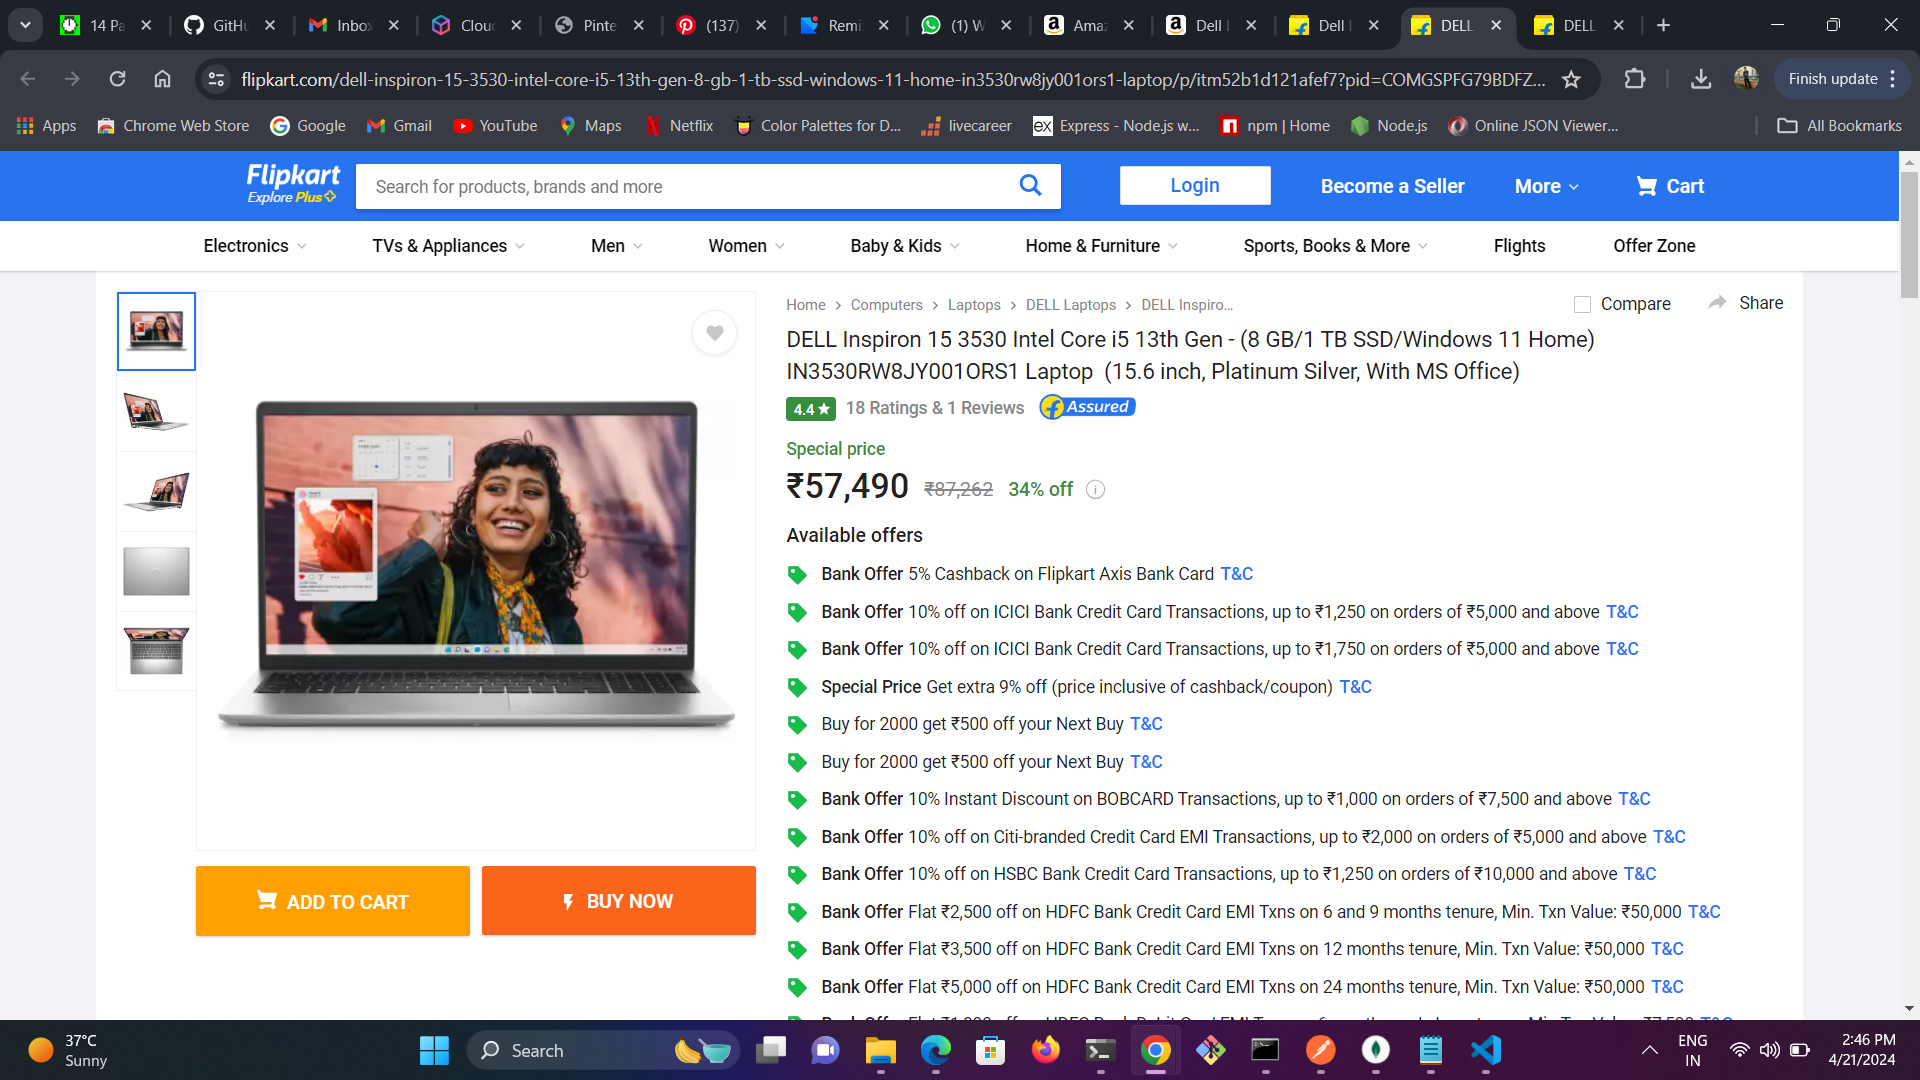 14 Pa
GitHu
Inbo
Clou
Pinte
(137)
Remi
(1) W
Ama
Dell
Dell
DELL
DELL
flipkart.com/dell-inspiron-15-3530-intel-core-i5-13th-gen-8-gb-1-tb-ssd-windows-11-home-in3530rw8jy001ors1-laptop/p/itm52b1d121afef7?pid=COMGSPFG79BDFZ...
Finish update
Apps
Chrome Web Store
Google
Gmail
YouTube
Maps
Netflix
Color Palettes for D...
livecareer
ex Express - Node.js w...
npm | Home
Node.js
Online JSON Viewer...
All Bookmarks
Flipkart
Explore Plus
Search for products, brands and more
Login
Become a Seller
More
Cart
Electronics
TVs & Appliances
Men
Women
Baby & Kids
Home & Furniture
Sports, Books & More
Flights
Offer Zone
Home > Computers > Laptops > DELL Laptops > DELL Inspiro...
Compare
Share
DELL Inspiron 15 3530 Intel Core i5 13th Gen - (8 GB/1 TB SSD/Windows 11 Home)
IN3530RW8JY001ORS1 Laptop (15.6 inch, Platinum Silver, With MS Office)
4.4★ 18 Ratings & 1 Reviews Assured
Special price
₹57,490 ₹87,262 34% off
Available offers
Bank Offer 5% Cashback on Flipkart Axis Bank Card T&C
Bank Offer 10% off on ICICI Bank Credit Card Transactions, up to ₹1,250 on orders of ₹5,000 and above T&C
Bank Offer 10% off on ICICI Bank Credit Card Transactions, up to ₹1,750 on orders of ₹5,000 and above T&C
Special Price Get extra 9% off (price inclusive of cashback/coupon) T&C
Buy for 2000 get ₹500 off your Next Buy T&C
Buy for 2000 get ₹500 off your Next Buy T&C
Bank Offer 10% Instant Discount on BOBCARD Transactions, up to ₹1,000 on orders of ₹7,500 and above T&C
Bank Offer 10% off on Citi-branded Credit Card EMI Transactions, up to ₹2,000 on orders of ₹5,000 and above T&C
Bank Offer 10% off on HSBC Bank Credit Card Transactions, up to ₹1,250 on orders of ₹10,000 and above T&C
Bank Offer Flat ₹2,500 off on HDFC Bank Credit Card EMI Txns on 6 and 9 months tenure, Min. Txn Value: ₹50,000 T&C
Bank Offer Flat ₹3,500 off on HDFC Bank Credit Card EMI Txns on 12 months tenure, Min. Txn Value: ₹50,000 T&C
Bank Offer Flat ₹5,000 off on HDFC Bank Credit Card EMI Txns on 24 months tenure, Min. Txn Value: ₹50,000 T&C
ADD TO CART
BUY NOW
37°C
Sunny
Search
ENG
IN
2:46 PM
4/21/2024